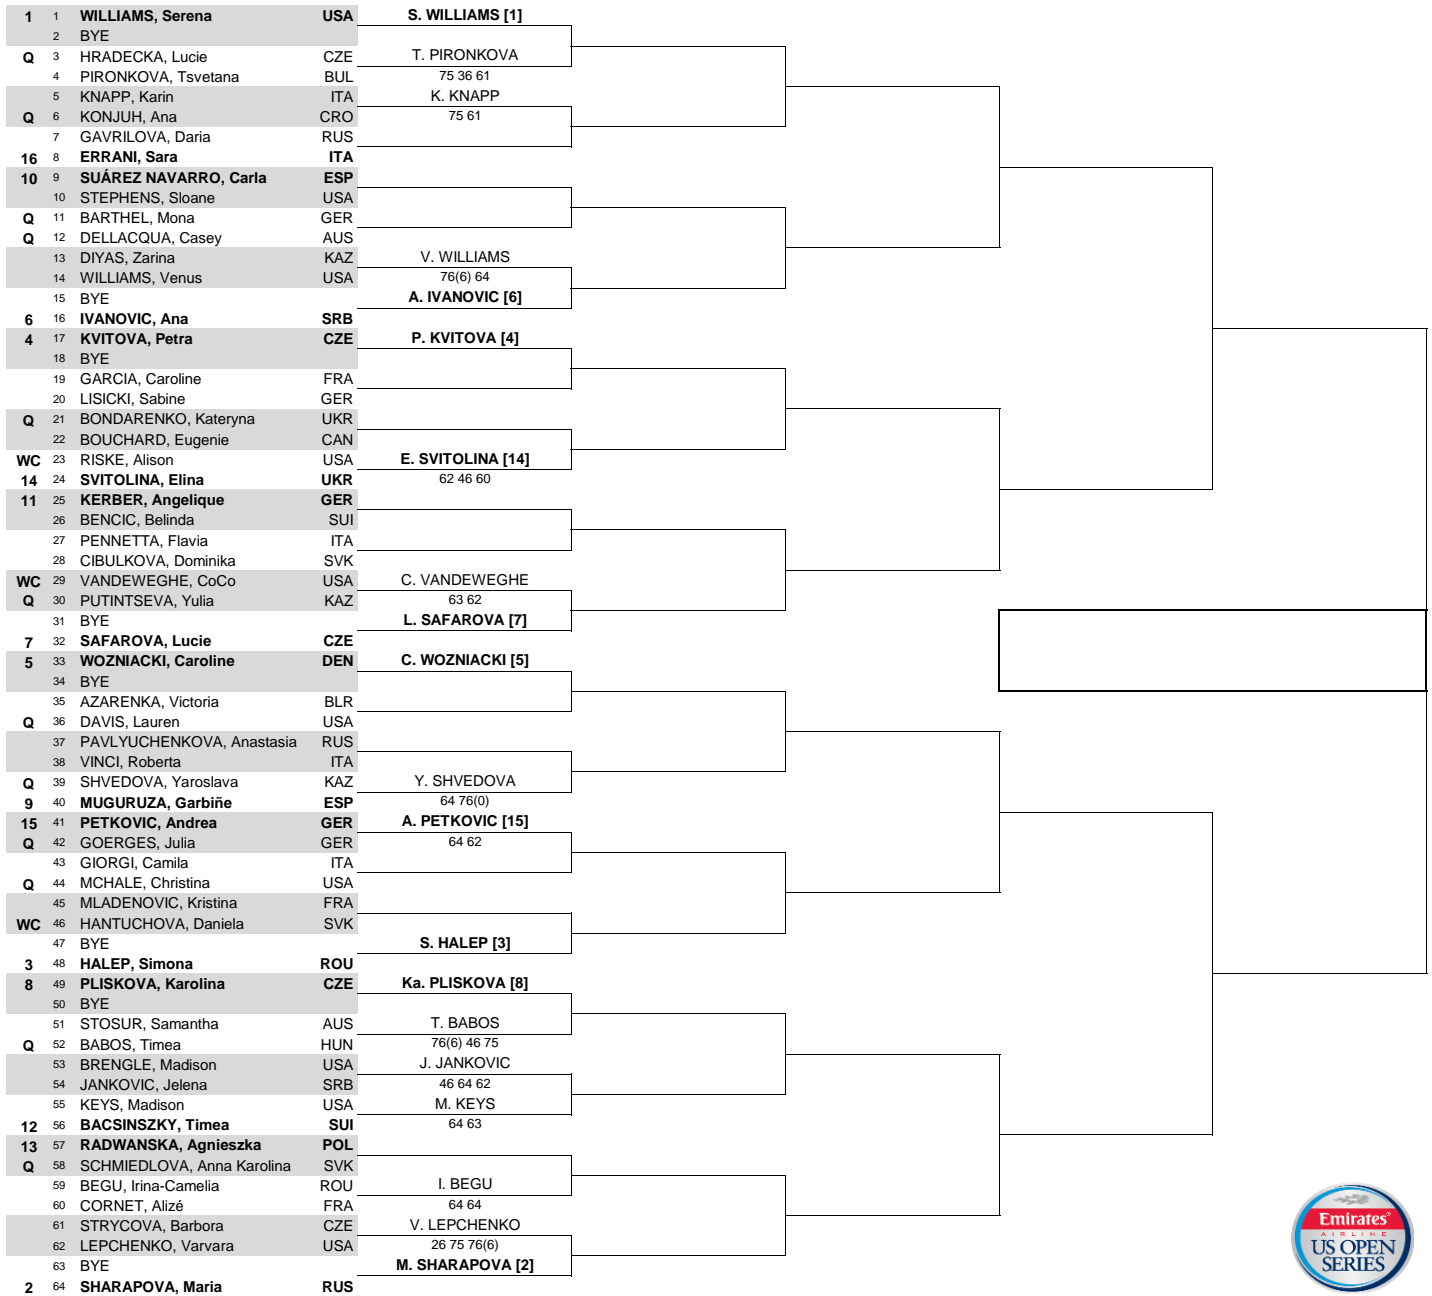 1 1 WILLIAMS, Serena USA S. WILLIAMS [1]
2 BYE
Q 3 HRADECKA, Lucie CZE T. PIRONKOVA
4 PIRONKOVA, Tsvetana BUL 75 36 61
5 KNAPP, Karin ITA K. KNAPP
Q 6 KONJUH, Ana CRO 75 61
7 GAVRILOVA, Daria RUS
16 8 ERRANI, Sara ITA
10 9 SUÁREZ NAVARRO, Carla ESP
10 STEPHENS, Sloane USA
Q 11 BARTHEL, Mona GER
Q 12 DELLACQUA, Casey AUS
13 DIYAS, Zarina KAZ V. WILLIAMS
14 WILLIAMS, Venus USA 76(6) 64
15 BYE A. IVANOVIC [6]
6 16 IVANOVIC, Ana SRB
4 17 KVITOVA, Petra CZE P. KVITOVA [4]
18 BYE
19 GARCIA, Caroline FRA
20 LISICKI, Sabine GER
Q 21 BONDARENKO, Kateryna UKR
22 BOUCHARD, Eugenie CAN
WC 23 RISKE, Alison USA E. SVITOLINA [14]
14 24 SVITOLINA, Elina UKR 62 46 60
11 25 KERBER, Angelique GER
26 BENCIC, Belinda SUI
27 PENNETTA, Flavia ITA
28 CIBULKOVA, Dominika SVK
WC 29 VANDEWEGHE, CoCo USA C. VANDEWEGHE
Q 30 PUTINTSEVA, Yulia KAZ 63 62
31 BYE L. SAFAROVA [7]
7 32 SAFAROVA, Lucie CZE
5 33 WOZNIACKI, Caroline DEN C. WOZNIACKI [5]
34 BYE
35 AZARENKA, Victoria BLR
Q 36 DAVIS, Lauren USA
37 PAVLYUCHENKOVA, Anastasia RUS
38 VINCI, Roberta ITA
Q 39 SHVEDOVA, Yaroslava KAZ Y. SHVEDOVA
9 40 MUGURUZA, Garbiñe ESP 64 76(0)
15 41 PETKOVIC, Andrea GER A. PETKOVIC [15]
Q 42 GOERGES, Julia GER 64 62
43 GIORGI, Camila ITA
Q 44 MCHALE, Christina USA
45 MLADENOVIC, Kristina FRA
WC 46 HANTUCHOVA, Daniela SVK
47 BYE S. HALEP [3]
3 48 HALEP, Simona ROU
8 49 PLISKOVA, Karolina CZE Ka. PLISKOVA [8]
50 BYE
51 STOSUR, Samantha AUS T. BABOS
Q 52 BABOS, Timea HUN 76(6) 46 75
53 BRENGLE, Madison USA J. JANKOVIC
54 JANKOVIC, Jelena SRB 46 64 62
55 KEYS, Madison USA M. KEYS
12 56 BACSINSZKY, Timea SUI 64 63
13 57 RADWANSKA, Agnieszka POL
Q 58 SCHMIEDLOVA, Anna Karolina SVK
59 BEGU, Irina-Camelia ROU I. BEGU
60 CORNET, Alizé FRA 64 64
61 STRYCOVA, Barbora CZE V. LEPCHENKO
62 LEPCHENKO, Varvara USA 26 75 76(6)
63 BYE M. SHARAPOVA [2]
2 64 SHARAPOVA, Maria RUS
Emirates
AIRLINE
US OPEN
SERIES